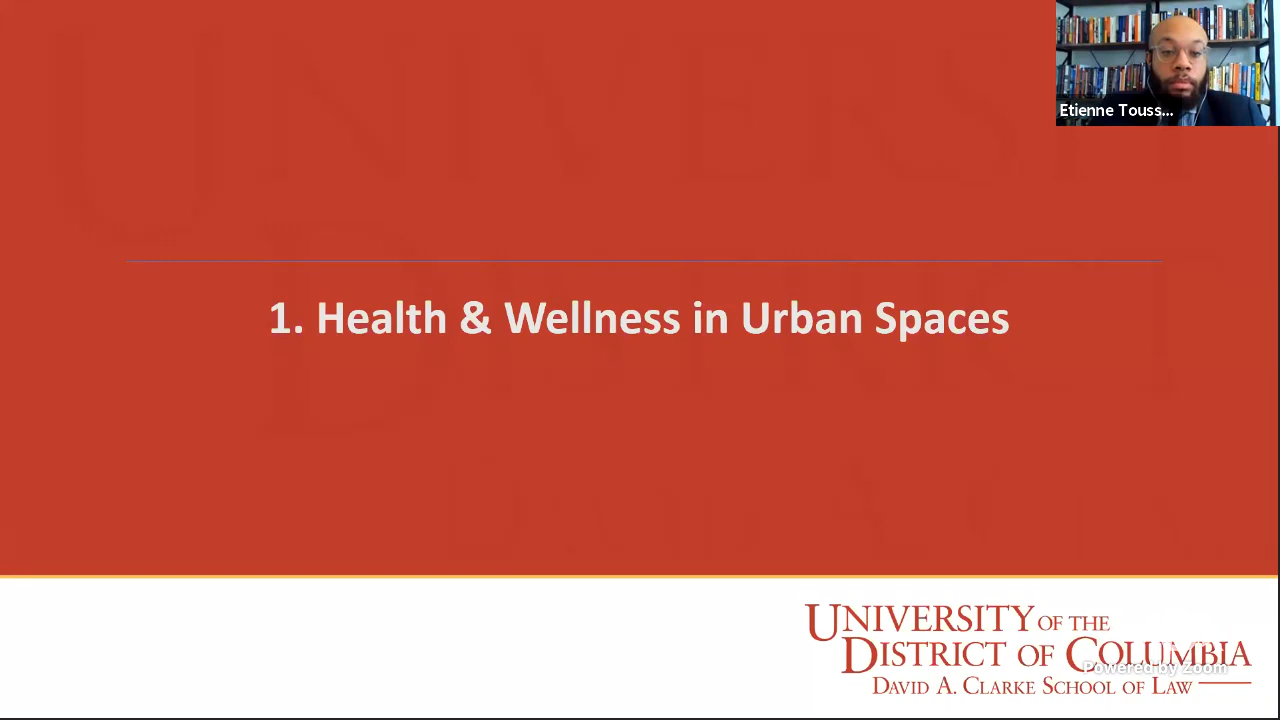 Etienne Touss...
1. Health & Wellness in Urban Spaces
UNIVERSITY OF THE
DISTRICT OF COLUMBIA
Powered by Zoom
DAVID A. CLARKE SCHOOL OF LAW